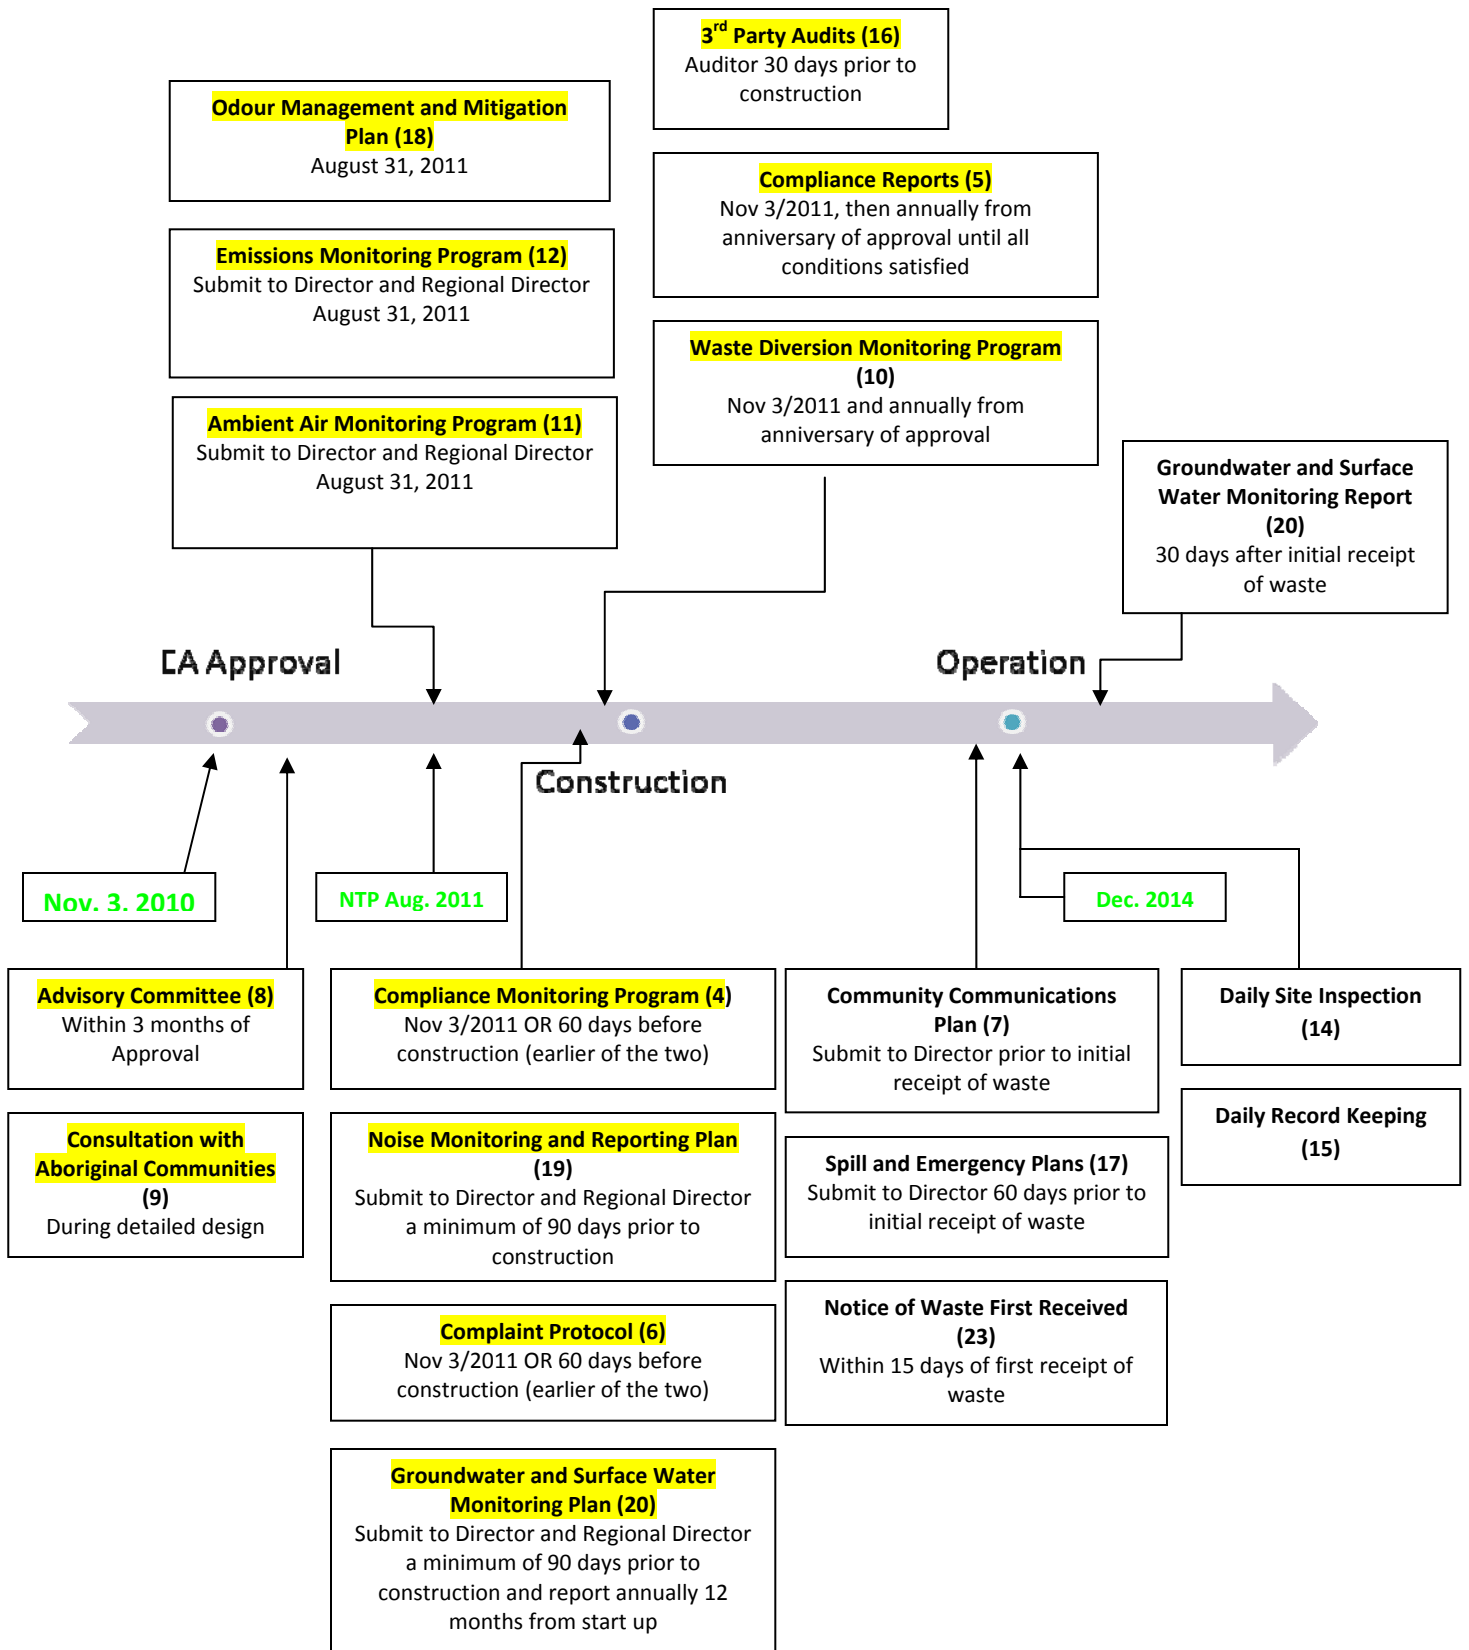 3rd Party Audits (16)
Auditor 30 days prior to
construction
Odour Management and Mitigation
Plan (18)
August 31, 2011
Compliance Reports (5)
Nov 3/2011, then annually from
anniversary of approval until all
conditions satisfied
Emissions Monitoring Program (12)
Submit to Director and Regional Director
August 31, 2011
Waste Diversion Monitoring Program
(10)
Nov 3/2011 and annually from
anniversary of approval
Ambient Air Monitoring Program (11)
Submit to Director and Regional Director
August 31, 2011
Groundwater and Surface
Water Monitoring Report
(20)
30 days after initial receipt
of waste
EA Approval
Operation
Construction
Nov. 3. 2010
NTP Aug. 2011
Dec. 2014
Advisory Committee (8)
Within 3 months of
Approval
Consultation with
Aboriginal Communities
(9)
During detailed design
Compliance Monitoring Program (4)
Nov 3/2011 OR 60 days before
construction (earlier of the two)
Noise Monitoring and Reporting Plan
(19)
Submit to Director and Regional Director
a minimum of 90 days prior to
construction
Complaint Protocol (6)
Nov 3/2011 OR 60 days before
construction (earlier of the two)
Groundwater and Surface Water
Monitoring Plan (20)
Submit to Director and Regional Director
a minimum of 90 days prior to
construction and report annually 12
months from start up
Community Communications
Plan (7)
Submit to Director prior to initial
receipt of waste
Spill and Emergency Plans (17)
Submit to Director 60 days prior to
initial receipt of waste
Notice of Waste First Received
(23)
Within 15 days of first receipt of
waste
Daily Site Inspection
(14)
Daily Record Keeping
(15)